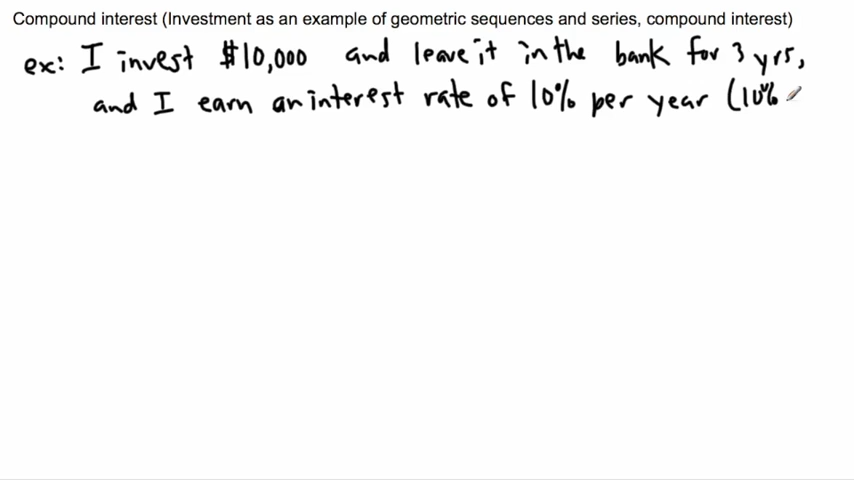 Compound interest (Investment as an example of geometric sequences and series, compound interest)
ex: I invest $10,000 and leave it in the bank for 3 yrs,
and I earn an interest rate of 10% per year (10%